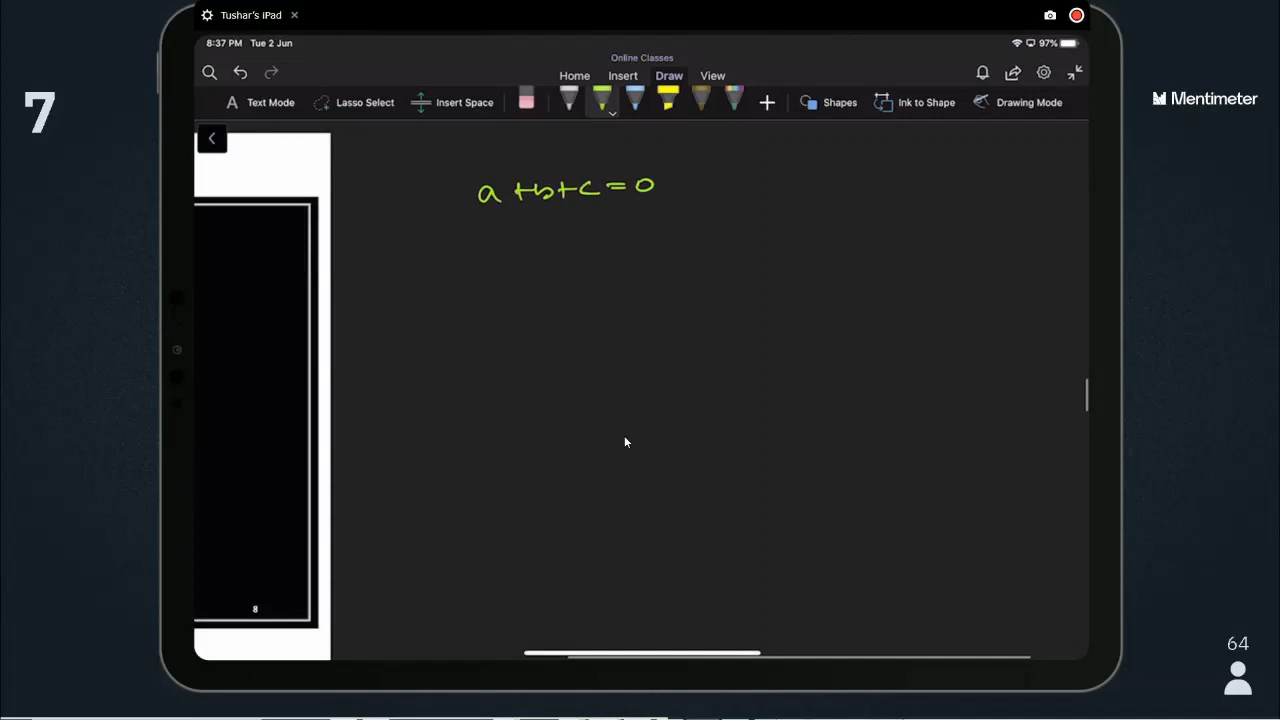 Tushar's iPad ×
7
Mentimeter
8:37 PM Tue 2 Jun
97%
Online Classes
Home Insert Draw View
Text Mode Lasso Select Insert Space Shapes Ink to Shape Drawing Mode
a+b+c=0
8
64